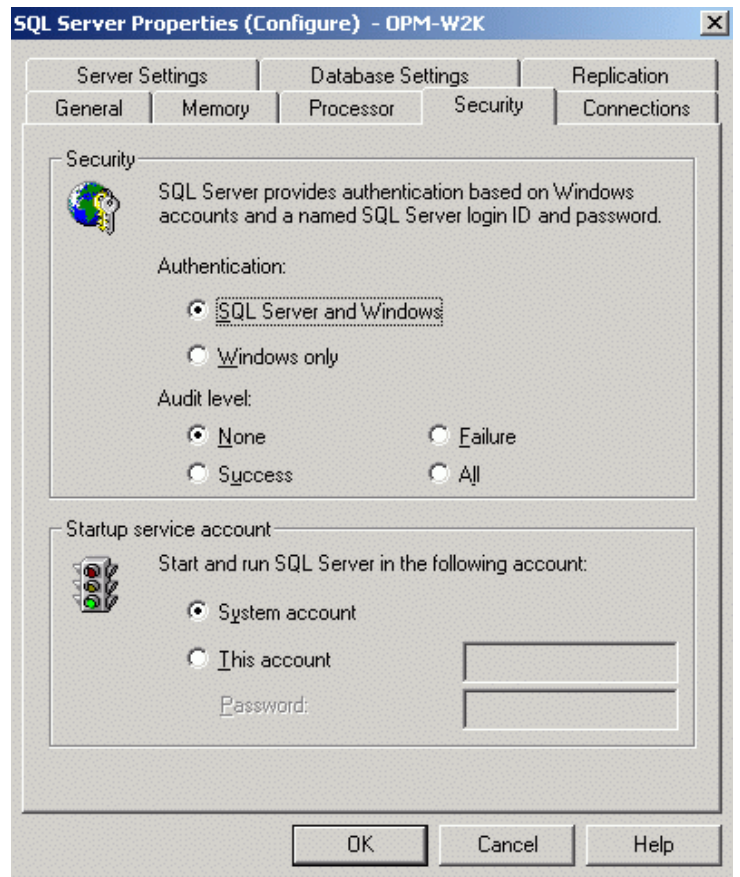 SQL Server Properties (Configure) - OPM-W2K
Server Settings
Database Settings
Replication
General
Memory
Processor
Security
Connections
Security
SQL Server provides authentication based on Windows
accounts and a named SQL Server login ID and password.
Authentication:
SQL Server and Windows
Windows only
Audit level:
None
Failure
Success
All
Startup service account
Start and run SQL Server in the following account:
System account
This account
Password:
OK
Cancel
Help